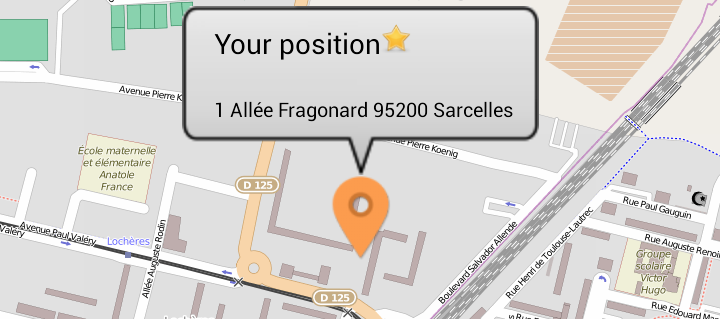 Your position
1 Allée Fragonard 95200 Sarcelles
Avenue Pierre K
ue Pierre Koenig
École maternelle
et élémentaire
Anatole
France
D 125
Rue Paul Gauguin
Avenue Paul Valéry
Valéry
Lochères
Allée Auguste Rodin
Boulevard Salvador Allende
Rue Henri de Toulouse-Lautrec
Rue Auguste Renoi
Groupe
scolaire
Victor
Hugo
D 125
Rue Edouard Ma